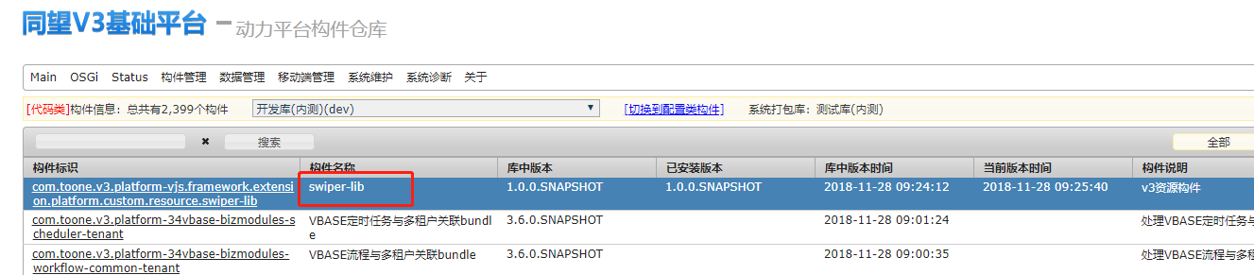 同望V3基础平台 — 动力平台构件仓库
Main OSGi Status 构件管理 数据管理 移动端管理 系统维护 系统诊断 关于
[代码类]构件信息：总共有2,399个构件 开发库(内测)(dev) [切换到配置类构件] 系统打包库：测试库(内测)
✖ 搜索 全部
构件标识 构件名称 库中版本 已安装版本 库中版本时间 当前版本时间 构件说明
com.toone.v3.platform-vjs.framework.extensi swiper-lib 1.0.0.SNAPSHOT 1.0.0.SNAPSHOT 2018-11-28 09:24:12 2018-11-28 09:25:40 v3资源构件
on.platform.custom.resource.swiper-lib
com.toone.v3.platform-34vbase-bizmodules-s VBASE定时任务与多租户关联bundl 3.6.0.SNAPSHOT 2018-11-28 09:01:24 处理VBASE定时任务与
cheduler-tenant e
com.toone.v3.platform-34vbase-bizmodules- VBASE流程与多租户关联bundle 3.6.0.SNAPSHOT 2018-11-28 09:00:35 处理VBASE流程与多
workflow-common-tenant